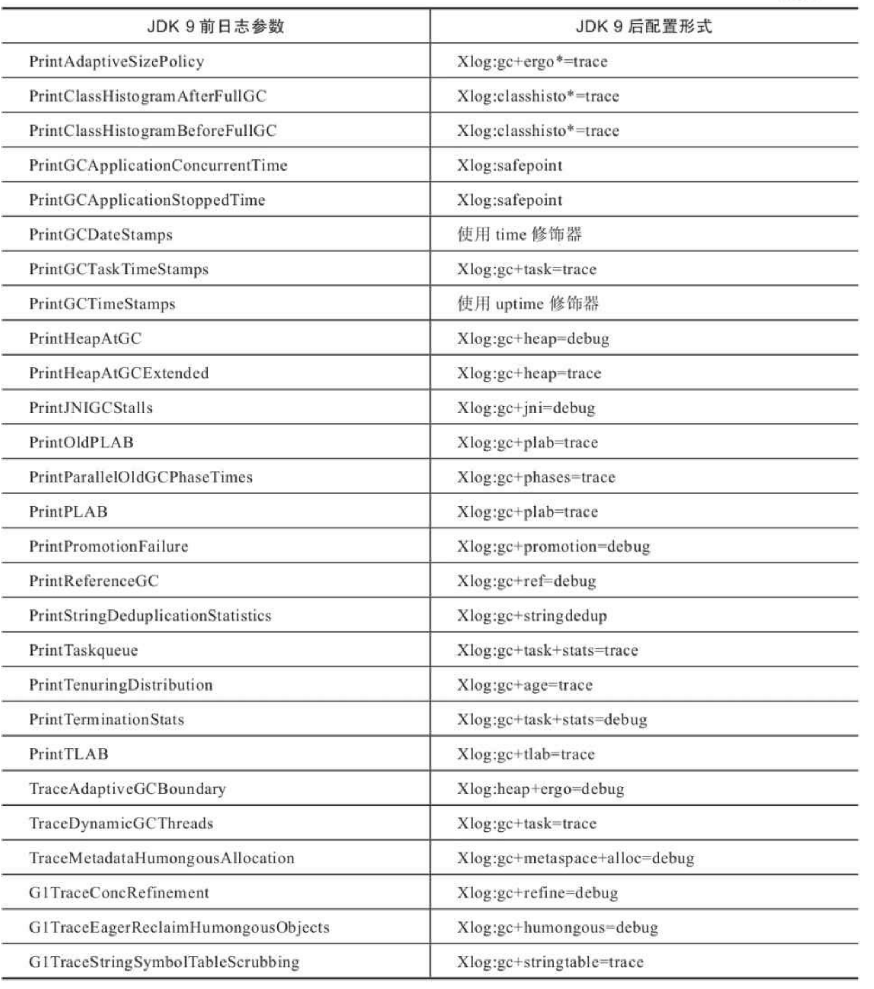 JDK 9 前日志参数 JDK 9 后配置形式
PrintAdaptiveSizePolicy Xlog:gc+ergo*=trace
PrintClassHistogramAfterFullGC Xlog:classhisto*=trace
PrintClassHistogramBeforeFullGC Xlog:classhisto*=trace
PrintGCApplicationConcurrentTime Xlog:safepoint
PrintGCApplicationStoppedTime Xlog:safepoint
PrintGCDateStamps 使用 time 修饰器
PrintGCTaskTimeStamps Xlog:gc+task=trace
PrintGCTimeStamps 使用 uptime 修饰器
PrintHeapAtGC Xlog:gc+heap=debug
PrintHeapAtGCExtended Xlog:gc+heap=trace
PrintJNIGCStalls Xlog:gc+jni=debug
PrintOldPLAB Xlog:gc+plab=trace
PrintParallelOldGCPhaseTimes Xlog:gc+phases=trace
PrintPLAB Xlog:gc+plab=trace
PrintPromotionFailure Xlog:gc+promotion=debug
PrintReferenceGC Xlog:gc+ref=debug
PrintStringDeduplicationStatistics Xlog:gc+stringdedup
PrintTaskqueue Xlog:gc+task+stats=trace
PrintTenuringDistribution Xlog:gc+age=trace
PrintTerminationStats Xlog:gc+task+stats=debug
PrintTLAB Xlog:gc+tlab=trace
TraceAdaptiveGCBoundary Xlog:heap+ergo=debug
TraceDynamicGCThreads Xlog:gc+task=trace
TraceMetadataHumongousAllocation Xlog:gc+metaspace+alloc=debug
G1TraceConcRefinement Xlog:gc+refine=debug
G1TraceEagerReclaimHumongousObjects Xlog:gc+humongous=debug
G1TraceStringSymbolTableScrubbing Xlog:gc+stringtable=trace